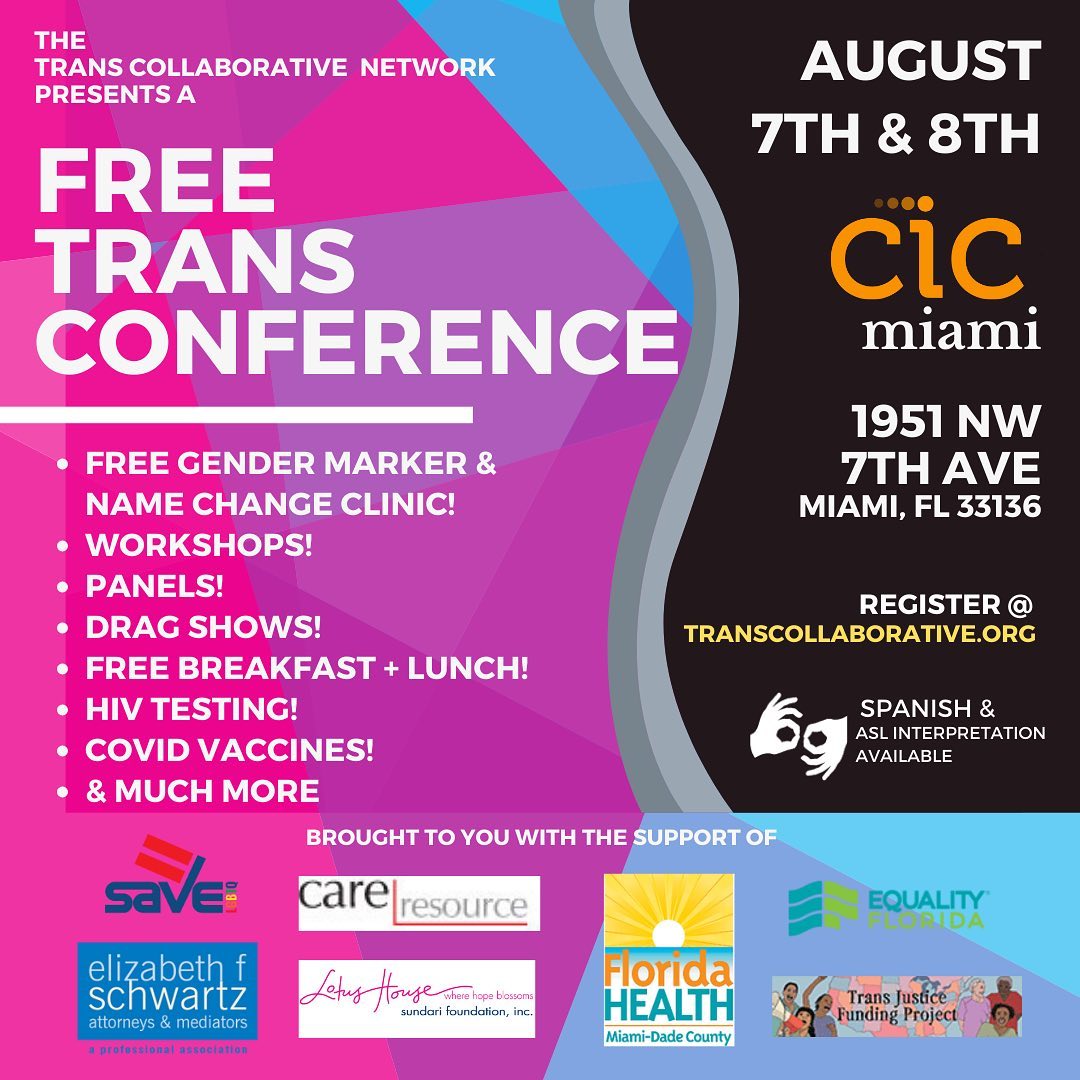 THE
TRANS COLLABORATIVE NETWORK
PRESENTS A
FREE
TRANS
CONFERENCE
• FREE GENDER MARKER &
NAME CHANGE CLINIC!
• WORKSHOPS!
• PANELS!
• DRAG SHOWS!
• FREE BREAKFAST + LUNCH!
• HIV TESTING!
• COVID VACCINES!
• & MUCH MORE
AUGUST
7TH & 8TH
cic
miami
1951 NW
7TH AVE
MIAMI, FL 33136
REGISTER @
TRANSCOLLABORATIVE.ORG
SPANISH &
ASL INTERPRETATION
AVAILABLE
BROUGHT TO YOU WITH THE SUPPORT OF
save
LGBTQ
care resource
Florida
HEALTH
Miami-Dade County
EQUALITY
FLORIDA
elizabeth f
schwartz
attorneys & mediators
a professional association
Lotus House where hope blossoms
sundari foundation, inc.
Trans Justice
Funding Project